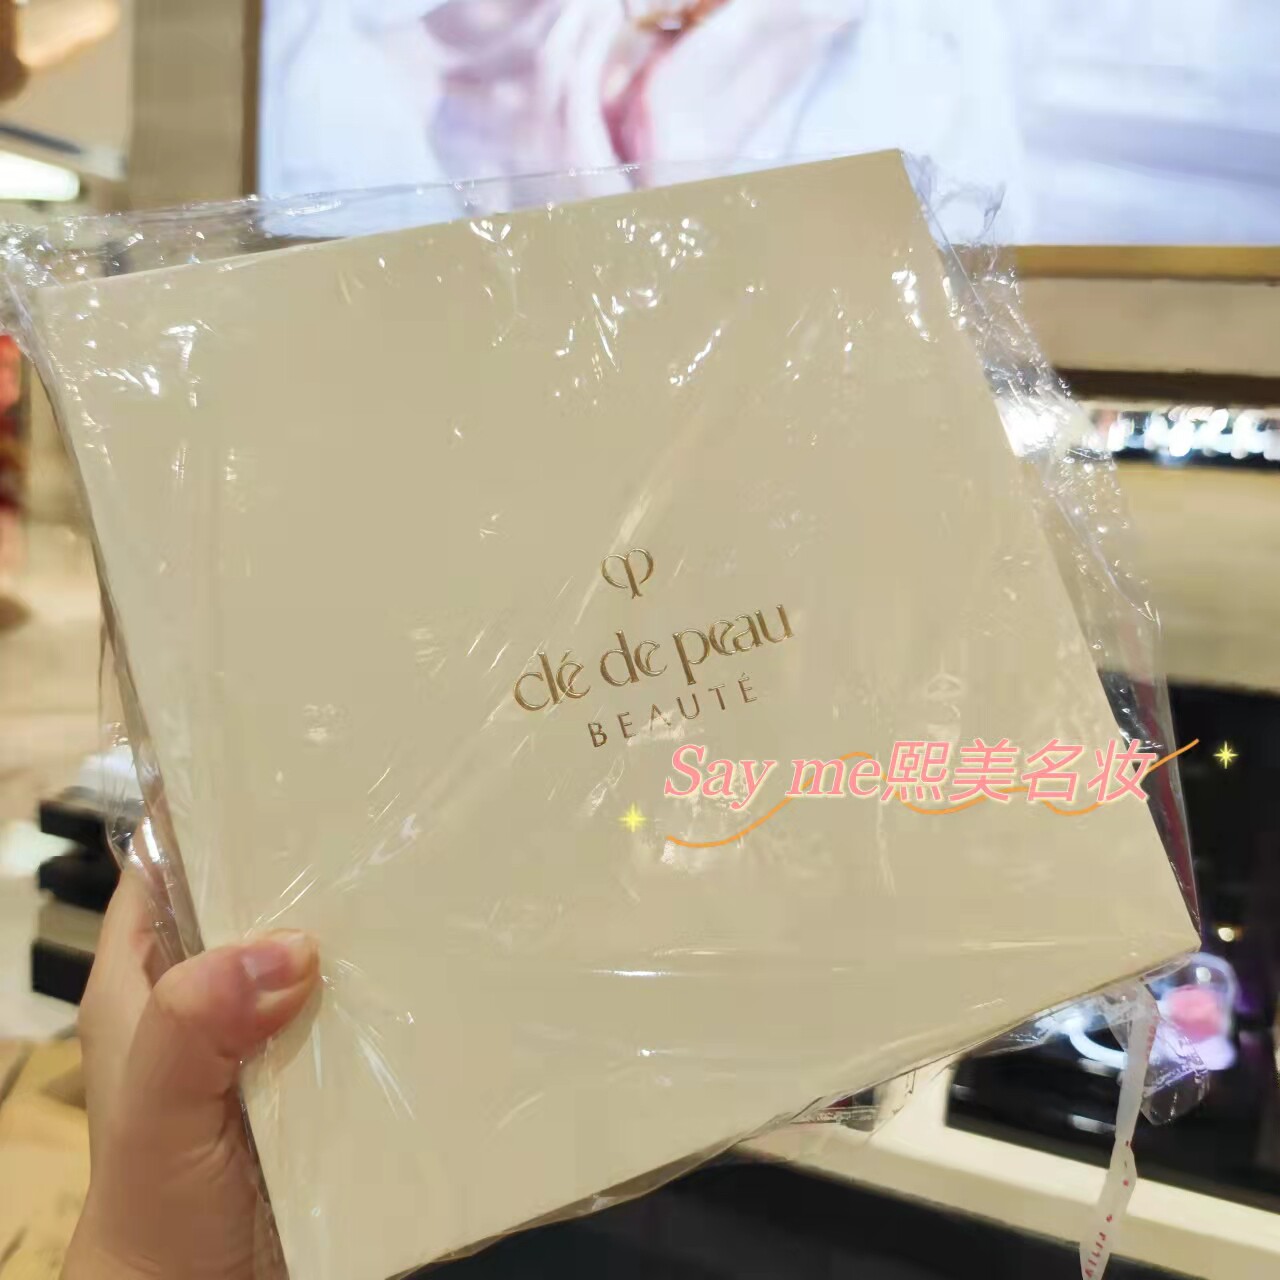 clé de peau
BEAUTÉ
Say me熙美名妆